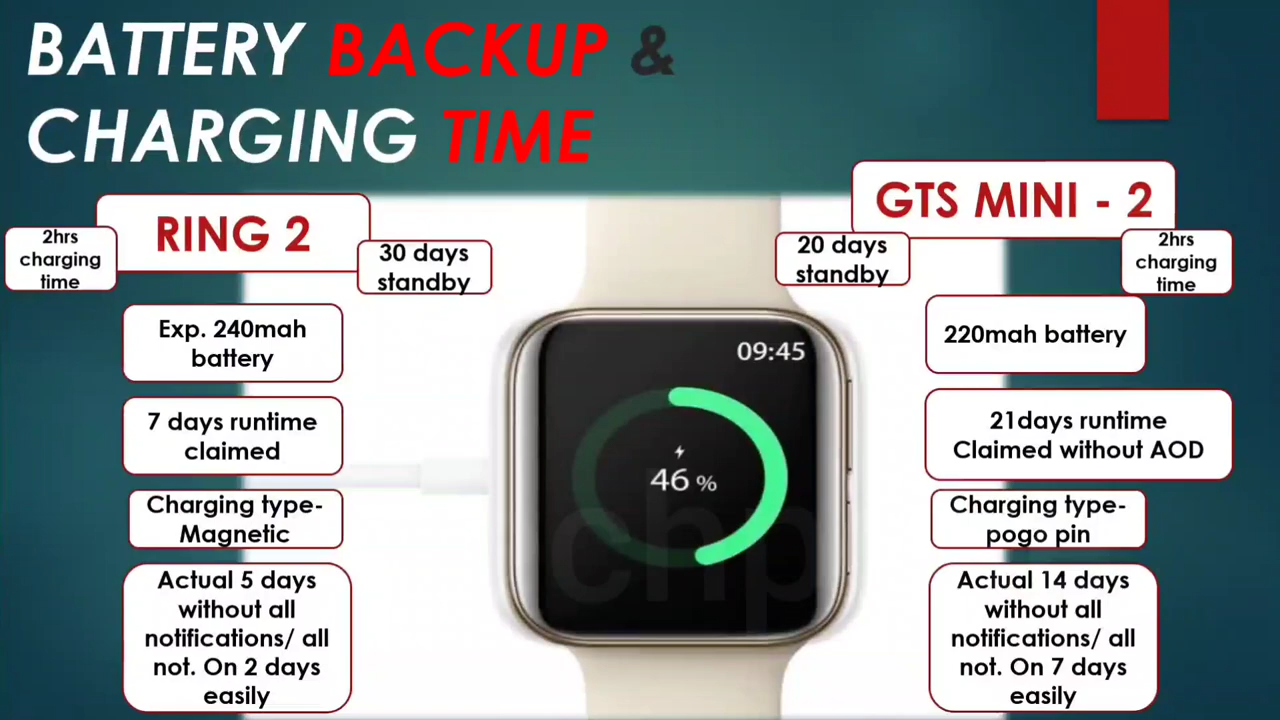 BATTERY BACKUP &
CHARGING TIME
RING 2
2hrs
charging
time
30 days
standby
Exp. 240mah
battery
7 days runtime
claimed
Charging type-
Magnetic
Actual 5 days
without all
notifications/ all
not. On 2 days
easily
09:45
46 %
GTS MINI - 2
20 days
standby
2hrs
charging
time
220mah battery
21days runtime
Claimed without AOD
Charging type-
pogo pin
Actual 14 days
without all
notifications/ all
not. On 7 days
easily